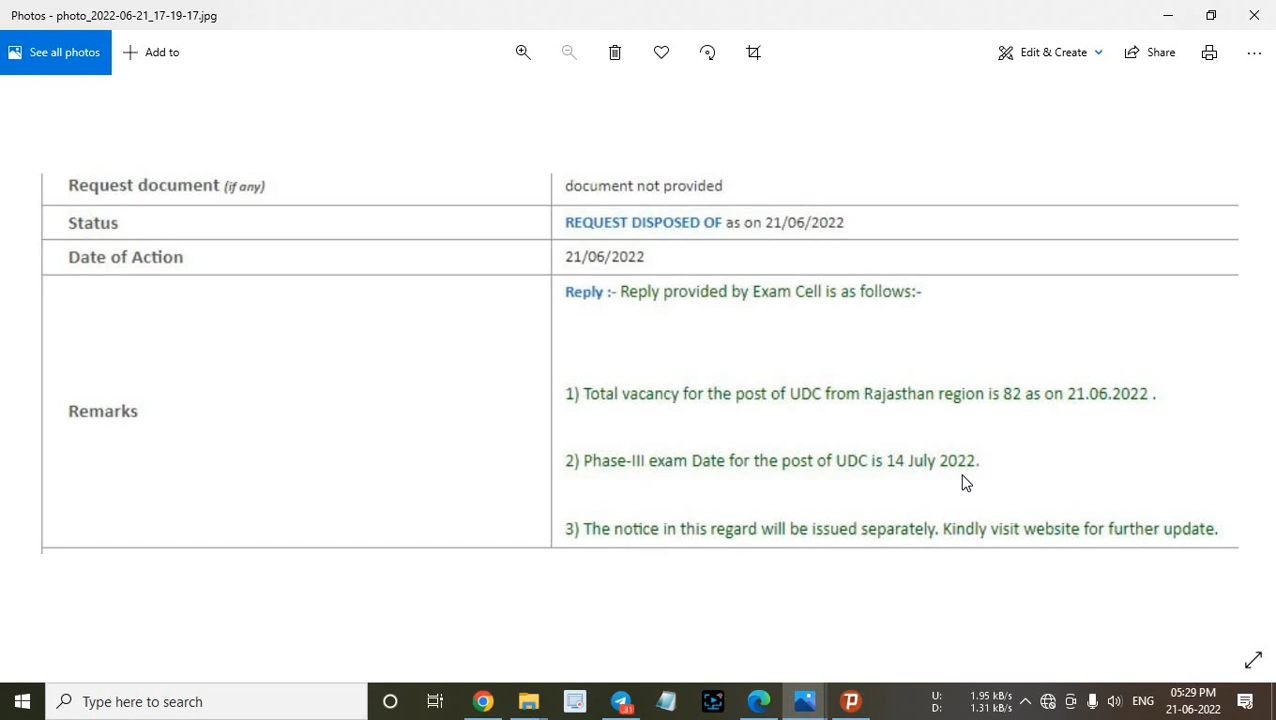 Photos - photo_2022-06-21_17-19-17.jpg
See all photos
Add to
Edit & Create
Share
Request document (if any)
document not provided
Status
REQUEST DISPOSED OF as on 21/06/2022
Date of Action
21/06/2022
Remarks
Reply :- Reply provided by Exam Cell is as follows:-
1) Total vacancy for the post of UDC from Rajasthan region is 82 as on 21.06.2022 .
2) Phase-III exam Date for the post of UDC is 14 July 2022.
3) The notice in this regard will be issued separately. Kindly visit website for further update.
Type here to search
31
P
U: 1.95 kB/s
D: 1.31 kB/s
ENG
05:29 PM
21-06-2022